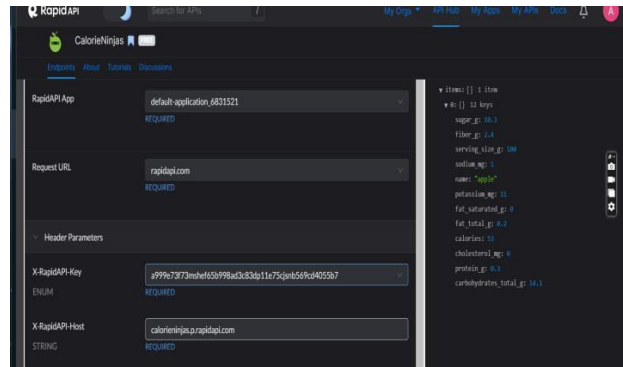 Rapid API
Search for APIs
/
My Orgs
API Hub
My Apps
My APIs
Docs
A
CalorieNinjas
Endpoints About Tutorials Discussions
RapidAPI App
default-application_6831521
REQUIRED
Request URL
rapidapi.com
REQUIRED
Header Parameters
X-RapidAPI-Key
ENUM
a999e73f73mshef65b998ad3c83dp11e75cjsnb569cd4055b7
REQUIRED
X-RapidAPI-Host
STRING
calorieninjas.p.rapidapi.com
REQUIRED
items: [] 1 item
0: {} 12 keys
sugar_g: 10.3
fiber_g: 2.4
serving_size_g: 100
sodium_mg: 1
name: "apple"
potassium_mg: 11
fat_saturated_g: 0
fat_total_g: 0.2
calories: 53
cholesterol_mg: 0
protein_g: 0.3
carbohydrates_total_g: 14.1